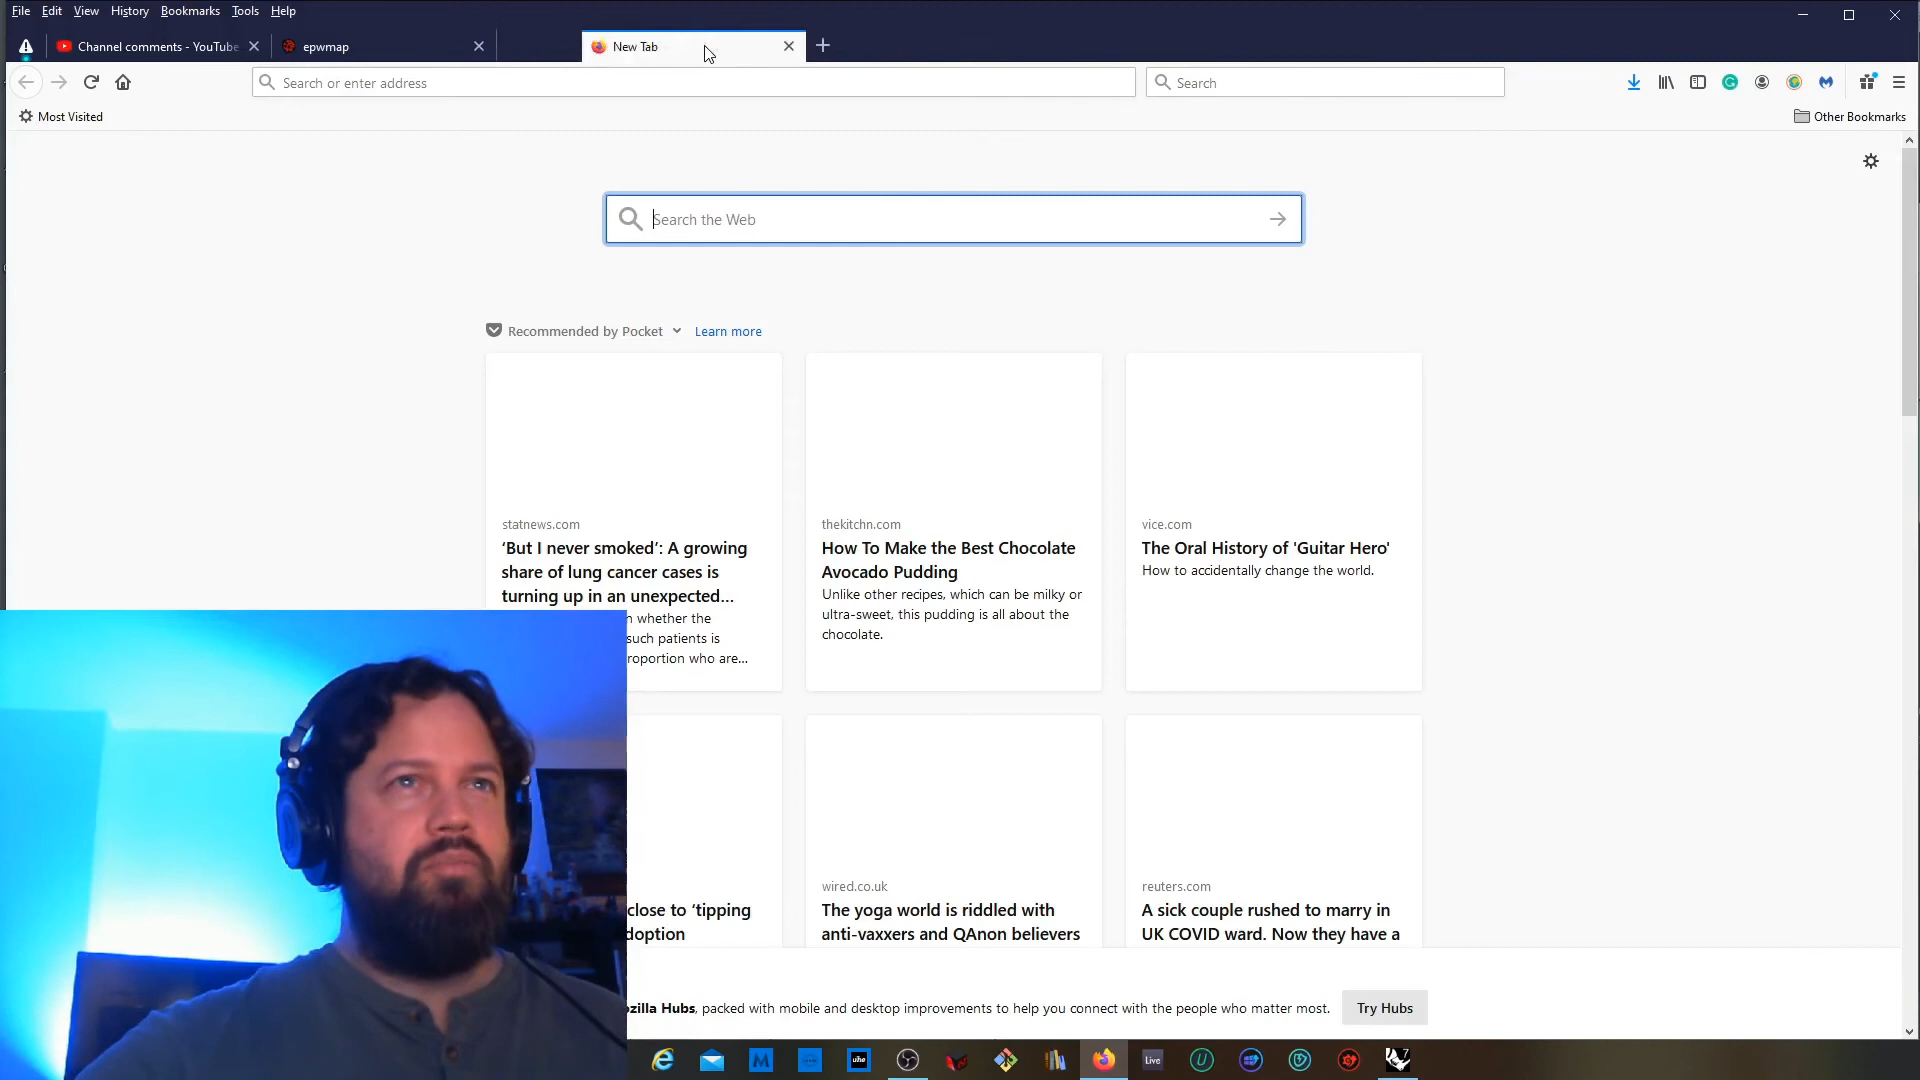 File Edit View History Bookmarks Tools Help
Channel comments - YouTube
epwmap
New Tab
Search or enter address
Search
Most Visited
Other Bookmarks
Search the Web
Recommended by Pocket
Learn more
statnews.com
‘But I never smoked’: A growing
share of lung cancer cases is
turning up in an unexpected...
whether the
such patients is
roportion who are...
thekitchn.com
How To Make the Best Chocolate
Avocado Pudding
Unlike other recipes, which can be milky or
ultra-sweet, this pudding is all about the
chocolate.
vice.com
The Oral History of 'Guitar Hero'
How to accidentally change the world.
close to ‘tipping
doption
wired.co.uk
The yoga world is riddled with
anti-vaxxers and QAnon believers
reuters.com
A sick couple rushed to marry in
UK COVID ward. Now they have a
ozilla Hubs, packed with mobile and desktop improvements to help you connect with the people who matter most.
Try Hubs
uhe
Live
7